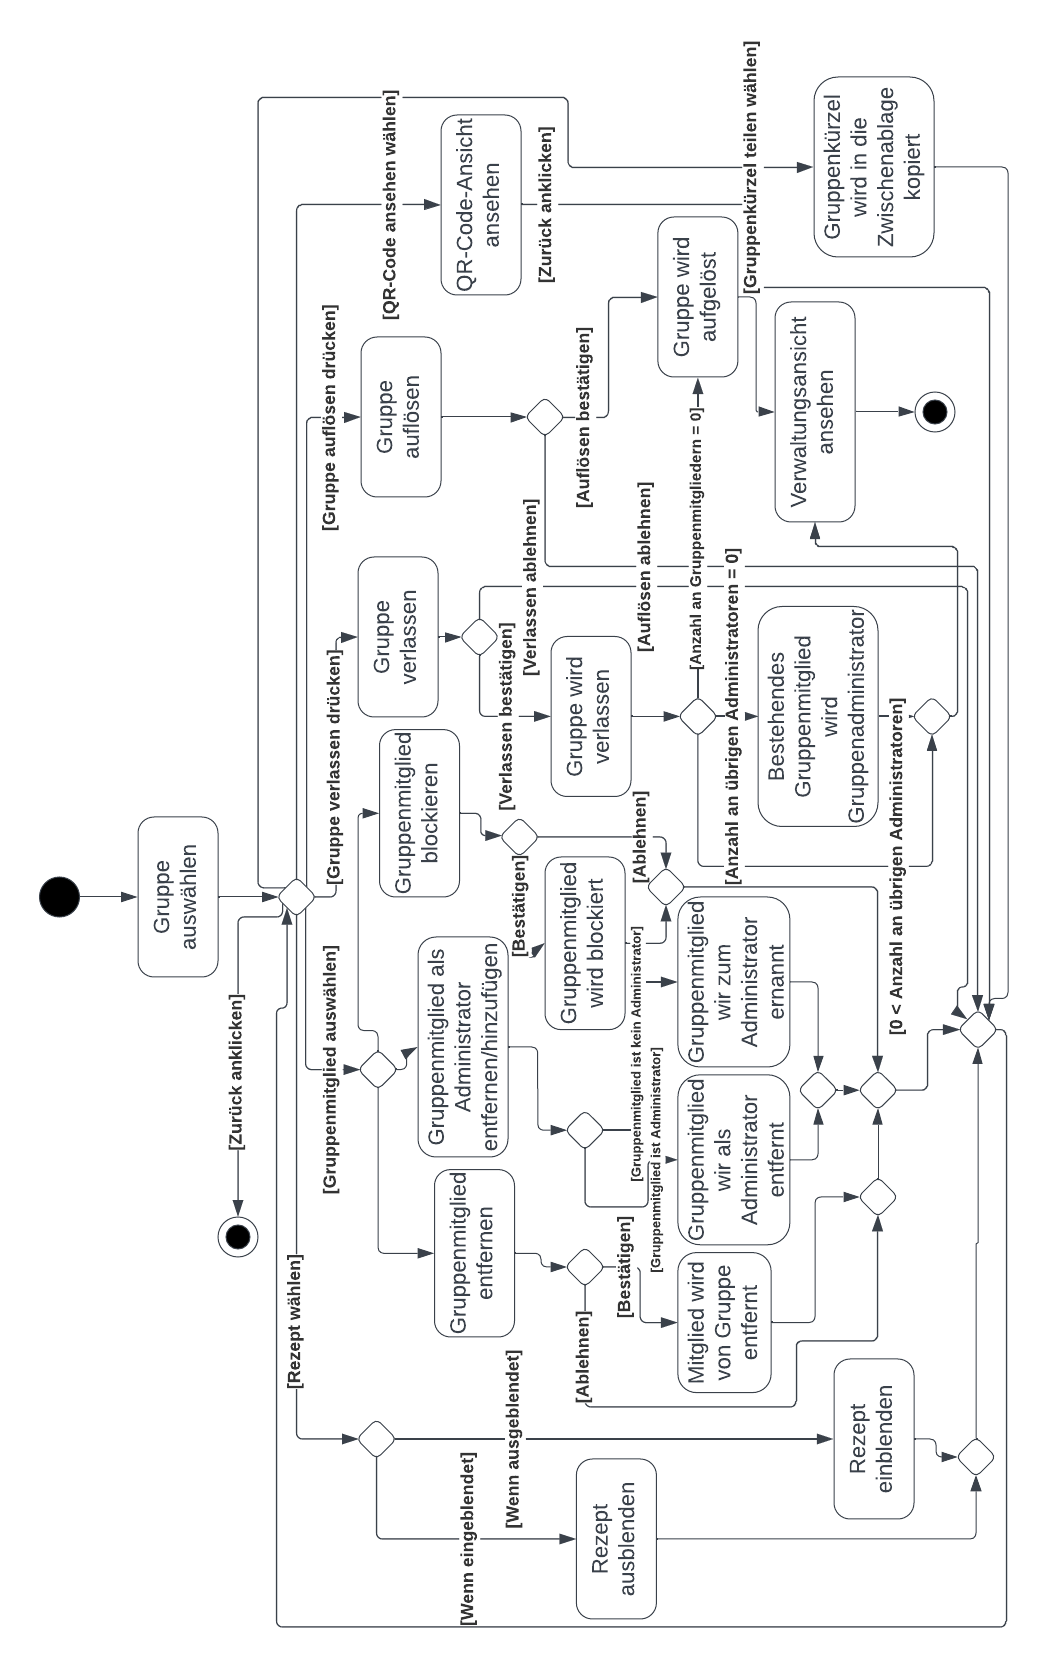 Gruppe
auswählen
[Zurück anklicken]
[Rezept wählen]
[Gruppenmitglied auswählen]
[Gruppe verlassen drücken]
[Gruppe auflösen drücken]
[QR-Code ansehen wählen]
[Gruppenkürzel teilen wählen]
[Wenn eingeblendet]
[Wenn ausgeblendet]
Rezept
ausblenden
Rezept
einblenden
Gruppenmitglied
entfernen
[Ablehnen]
[Bestätigen]
Mitglied wird
von Gruppe
entfernt
Gruppenmitglied als
Administrator
entfernen/hinzufügen
[Gruppenmitglied ist kein Administrator]
[Gruppenmitglied ist Administrator]
Gruppenmitglied
wir als
Administrator
entfernt
Gruppenmitglied
wir zum
Administrator
ernannt
Gruppenmitglied
blockieren
[Bestätigen]
[Ablehnen]
Gruppenmitglied
wird blockiert
Gruppe
verlassen
[Verlassen bestätigen]
[Verlassen ablehnen]
Gruppe wird
verlassen
[Anzahl an Gruppenmitgliedern = 0]
[Anzahl an übrigen Administratoren = 0]
[0 < Anzahl an übrigen Administratoren]
Bestehendes
Gruppenmitglied
wird
Gruppenadministrator
Gruppe
auflösen
[Auflösen bestätigen]
[Auflösen ablehnen]
Gruppe wird
aufgelöst
Verwaltungsansicht
ansehen
QR-Code-Ansicht
ansehen
[Zurück anklicken]
Gruppenkürzel
wird in die
Zwischenablage
kopiert